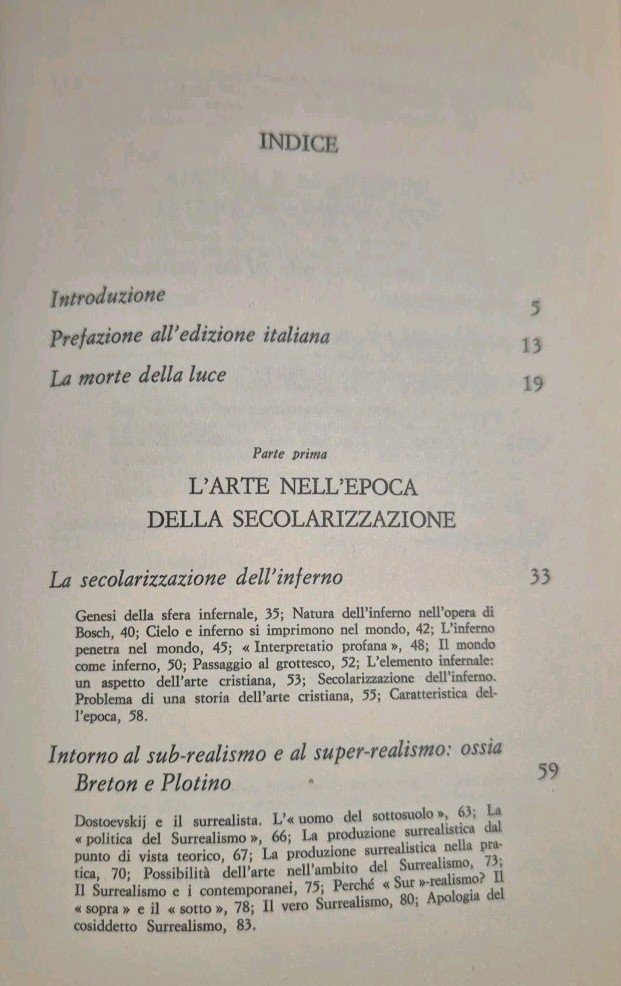 INDICE
Introduzione 5
Prefazione all'edizione italiana 13
La morte della luce 19
Parte prima
L'ARTE NELL'EPOCA
DELLA SECOLARIZZAZIONE
La secolarizzazione dell'inferno 33
Genesi della sfera infernale, 35; Natura dell'inferno nell'opera di
Bosch, 40; Cielo e inferno si imprimono nel mondo, 42; L'inferno
penetra nel mondo, 45; « Interpretatio profana », 48; Il mondo
come inferno, 50; Passaggio al grottesco, 52; L'elemento infernale:
un aspetto dell'arte cristiana, 53; Secolarizzazione dell'inferno.
Problema di una storia dell'arte cristiana, 55; Caratteristica del-
l'epoca, 58.
Intorno al sub-realismo e al super-realismo: ossia
Breton e Plotino 59
Dostoevskij e il surrealista. L'« uomo del sottosuolo », 63; La
« politica del Surrealismo », 66; La produzione surrealistica dal
punto di vista teorico, 67; La produzione surrealistica nella pra-
tica, 70; Possibilità dell'arte nell'ambito del Surrealismo, 73;
Il Surrealismo e i contemporanei, 75; Perché « Sur »-realismo? Il
« sopra » e il « sotto », 78; Il vero Surrealismo, 80; Apologia del
cosiddetto Surrealismo, 83.